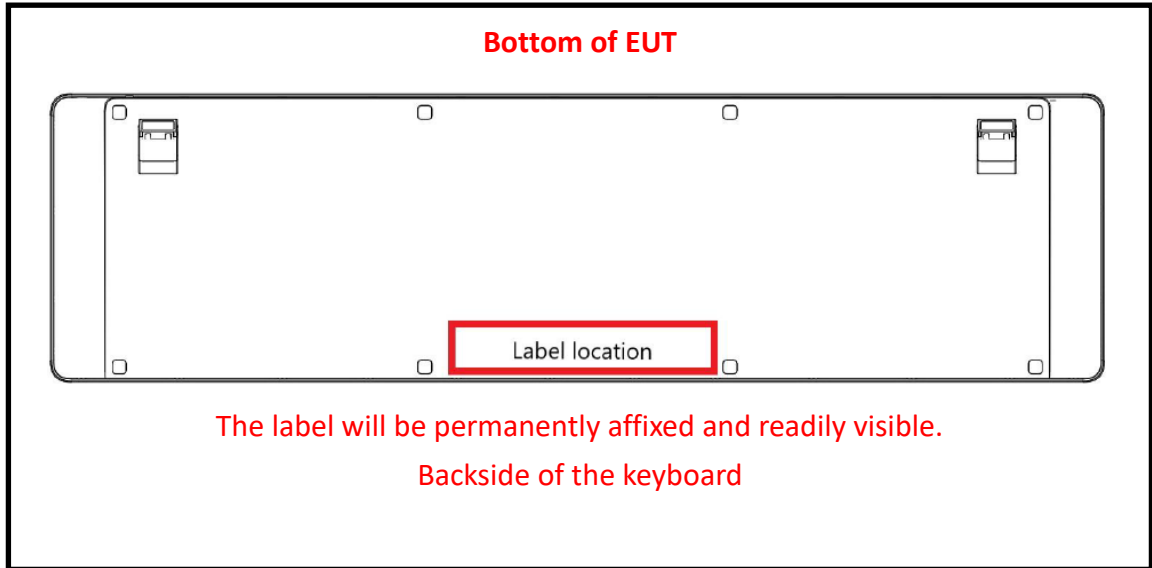 Bottom of EUT
Label location
The label will be permanently affixed and readily visible.
Backside of the keyboard